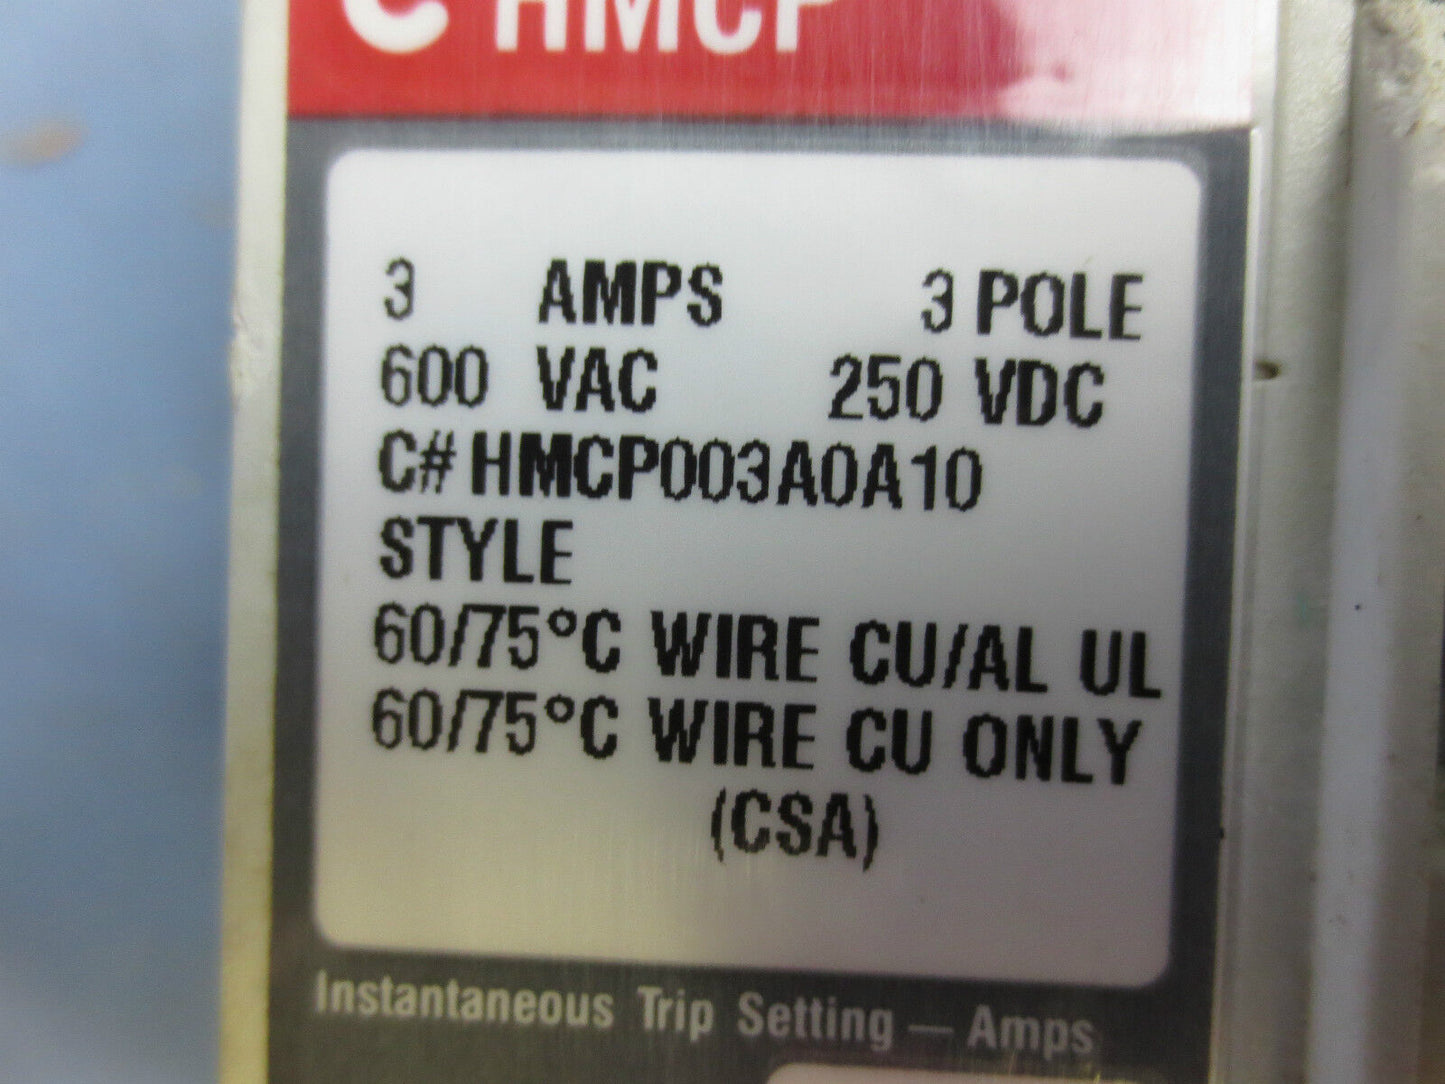 C HMCP
3 AMPS 3 POLE
600 VAC 250 VDC
C# HMCP003A0A10
STYLE
60/75°C WIRE CU/AL UL
60/75°C WIRE CU ONLY
(CSA)
Instantaneous Trip Setting — Amps